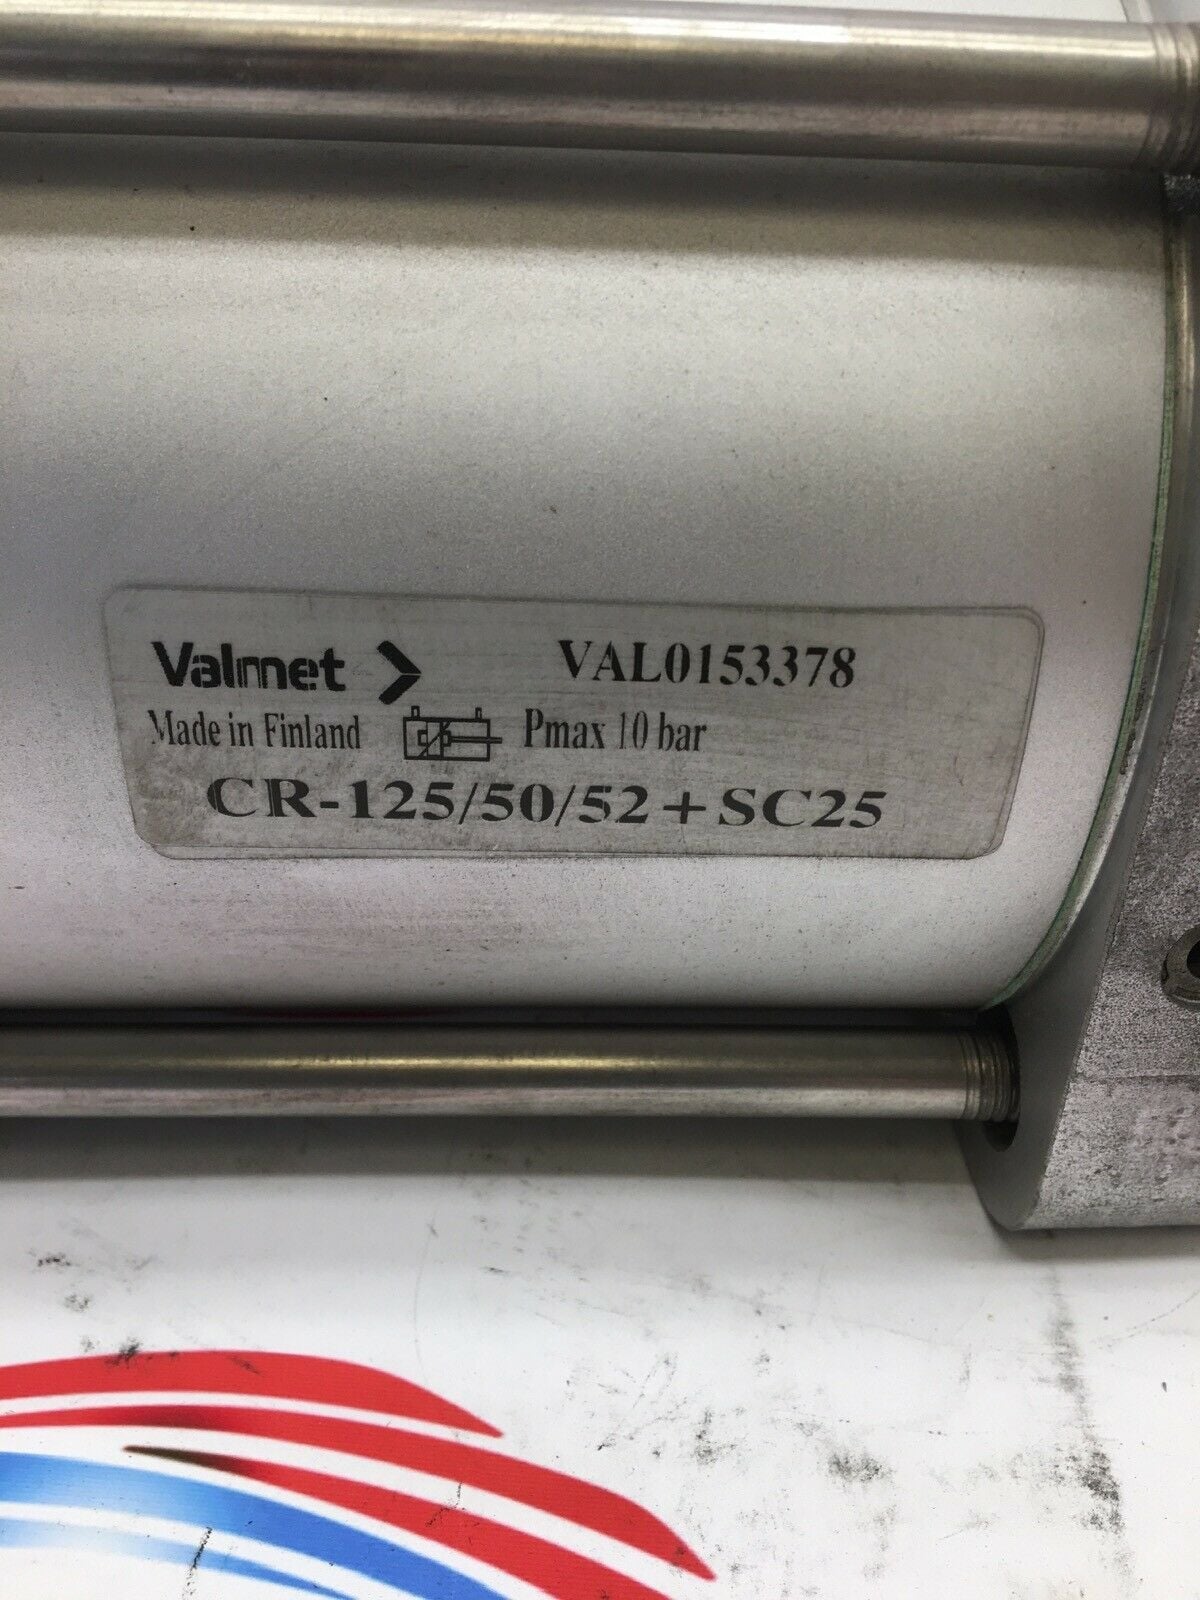 Valmet VAL0153378
Made in Finland Pmax 10 bar
CR-125/50/52+SC25